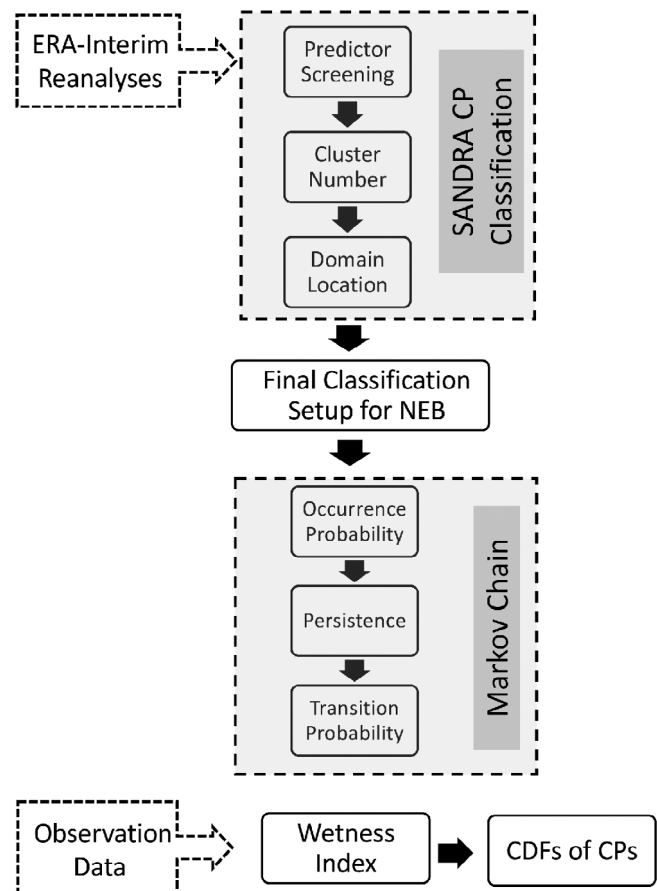 ERA-Interim
Reanalyses
Predictor
Screening
Cluster
Number
Domain
Location
SANDRA CP
Classification
Final Classification
Setup for NEB
Occurrence
Probability
Persistence
Transition
Probability
Markov Chain
Observation
Data
Wetness
Index
CDFs of CPs